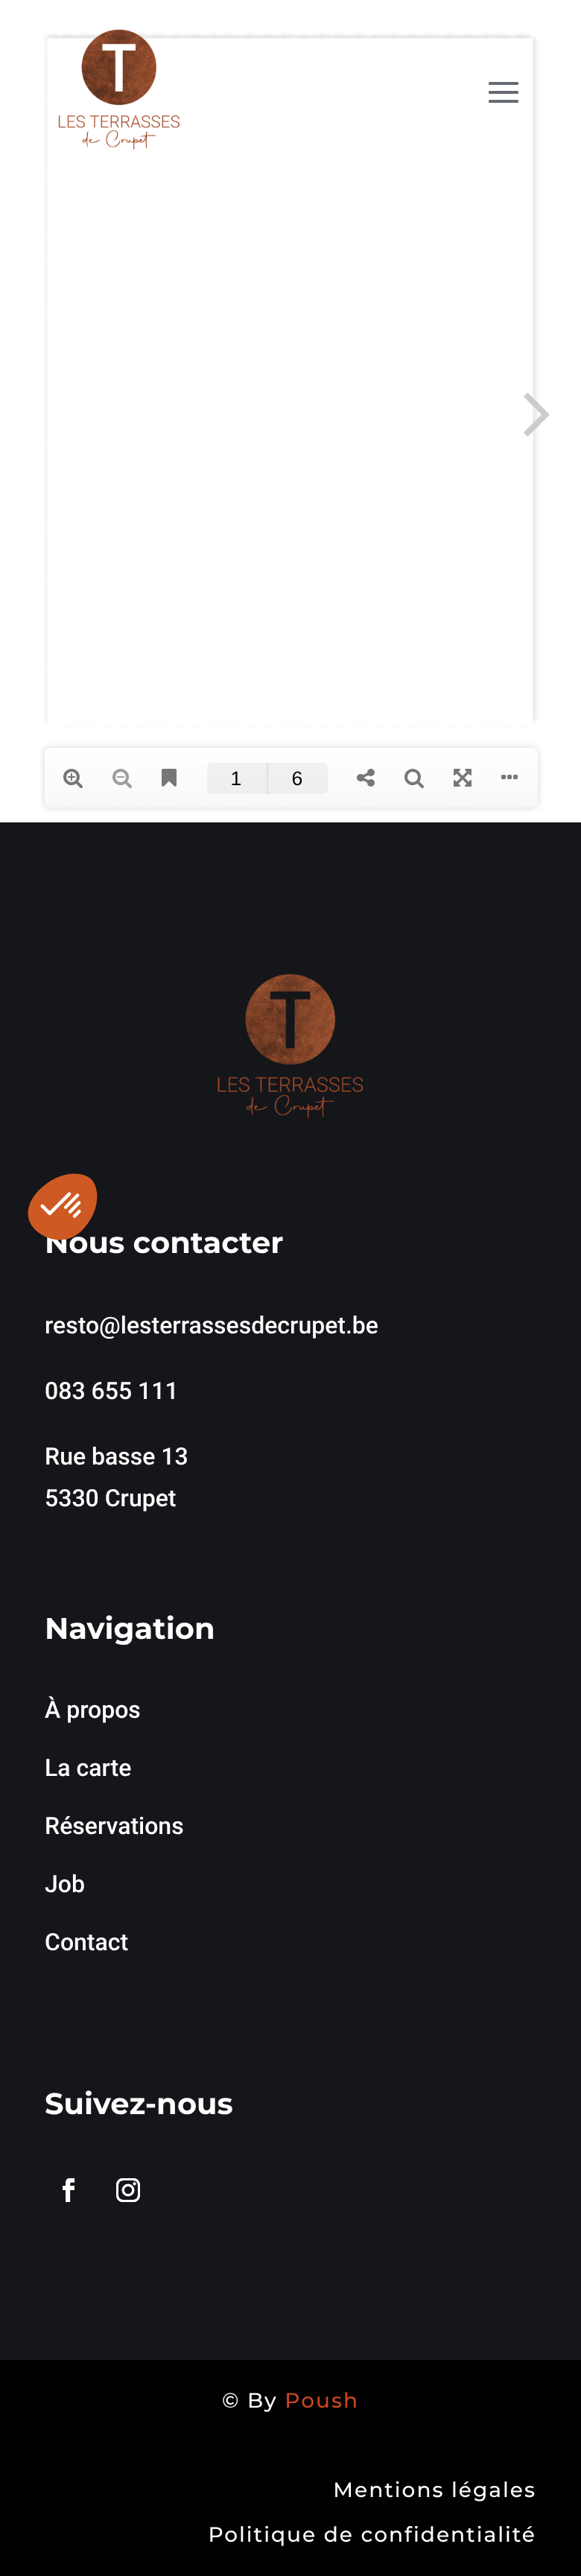 T
LES TERRASSES
de Crupet
1 6
T
LES TERRASSES
de Crupet
Nous contacter
resto@lesterrassesdecrupet.be
083 655 111
Rue basse 13
5330 Crupet
Navigation
À propos
La carte
Réservations
Job
Contact
Suivez-nous
© By Poush
Mentions légales
Politique de confidentialité